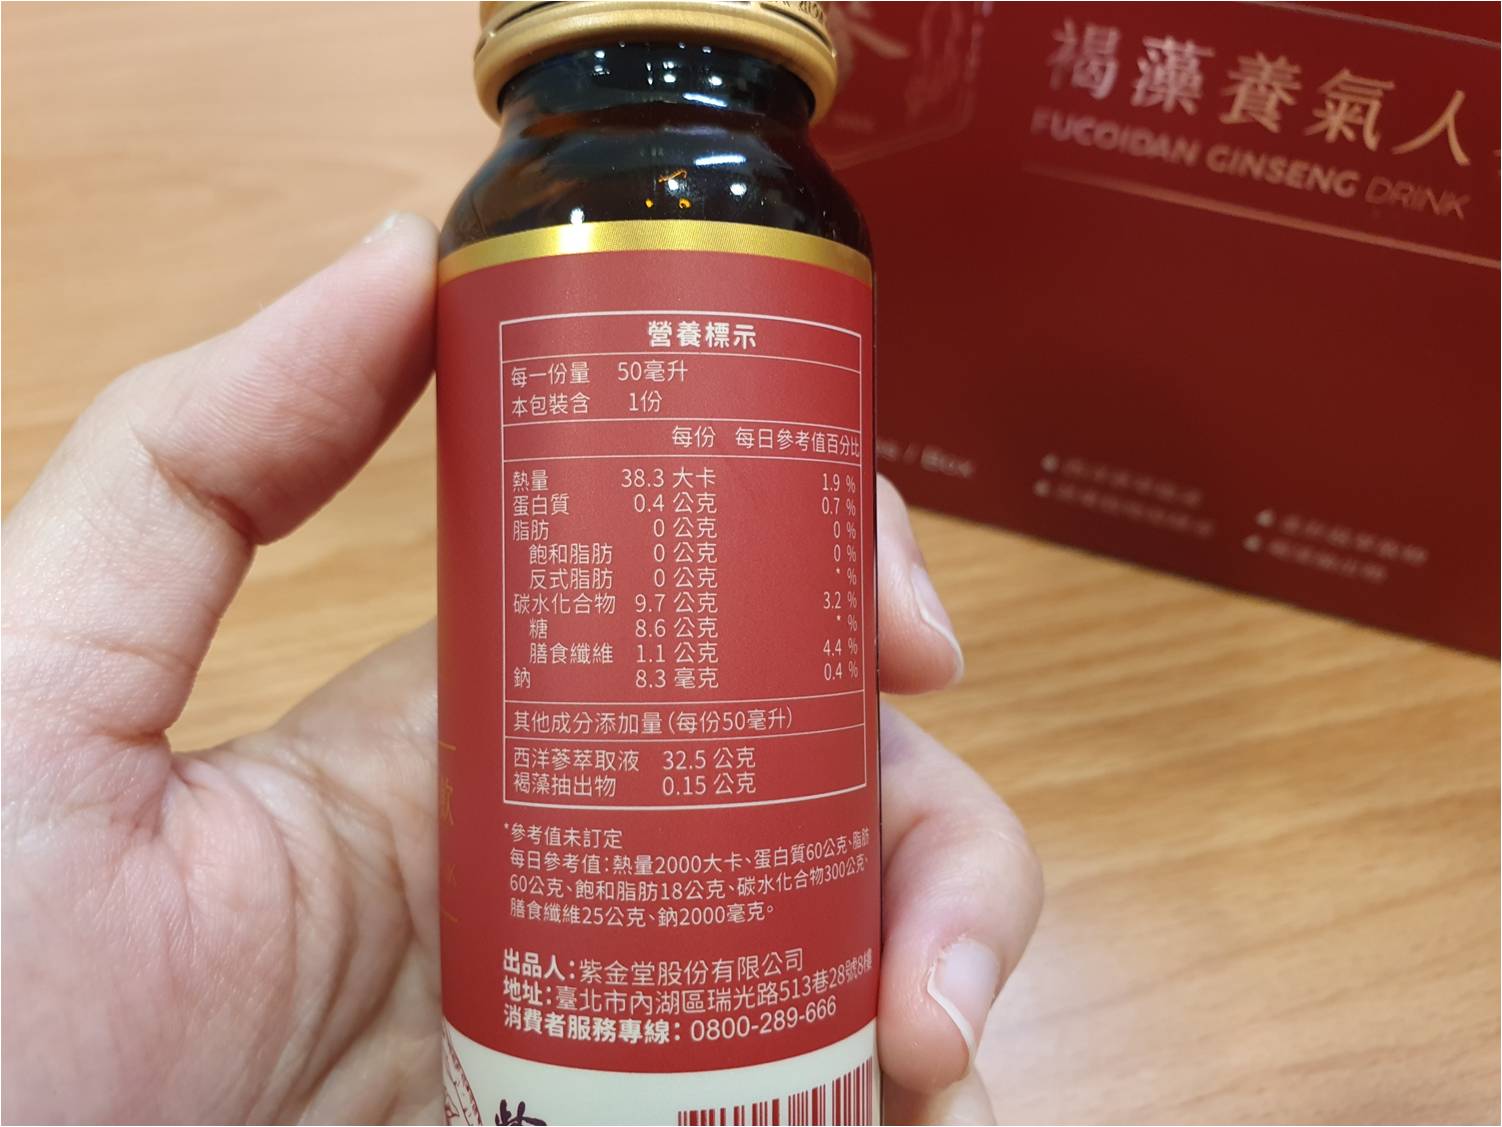 褐藻養氣人
FUCOIDAN GINSENG DRINK
/ Box
營養標示
每一份量 50毫升
本包裝含 1份
每份 每日參考值百分比
熱量 38.3 大卡 1.9 %
蛋白質 0.4 公克 0.7 %
脂肪 0 公克 0 %
飽和脂肪 0 公克 0 %
反式脂肪 0 公克 * %
碳水化合物 9.7 公克 3.2 %
糖 8.6 公克 * %
膳食纖維 1.1 公克 4.4 %
鈉 8.3 毫克 0.4 %
其他成分添加量(每份50毫升)
西洋蔘萃取液 32.5 公克
褐藻抽出物 0.15 公克
*參考值未訂定
每日參考值:熱量2000大卡、蛋白質60公克、脂肪
60公克、飽和脂肪18公克、碳水化合物300公克、
膳食纖維25公克、鈉2000毫克。
出品人:紫金堂股份有限公司
地址:臺北市內湖區瑞光路513巷28號8樓
消費者服務專線: 0800-289-666
飲